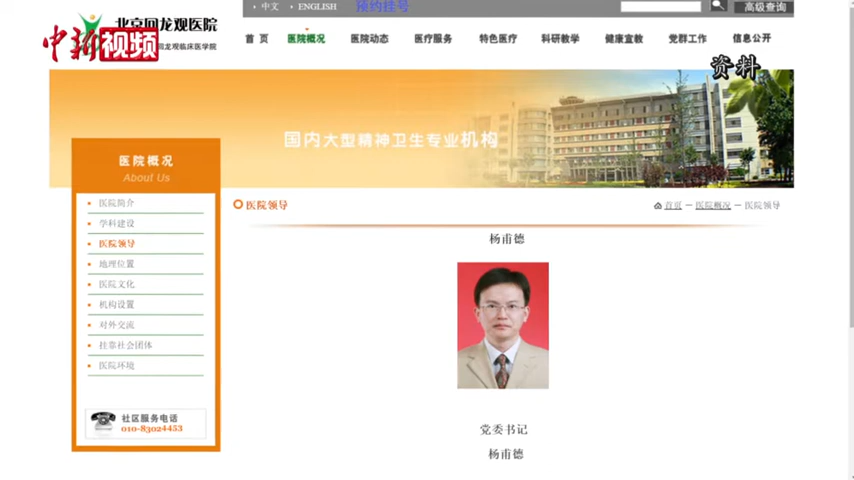 中文
ENGLISH
预约挂号
高级查询
北京回龙观医院
回龙观临床医学院
中新视频
首 页
医院概况
医院动态
医疗服务
特色医疗
科研教学
健康宣教
党群工作
信息公开
资料
国内大型精神卫生专业机构
医院概况
About Us
医院简介
学科建设
医院领导
地理位置
医院文化
机构设置
对外交流
挂靠社会团体
医院环境
社区服务电话
010-83024453
医院领导
首页 － 医院概况 － 医院领导
杨甫德
党委书记
杨甫德